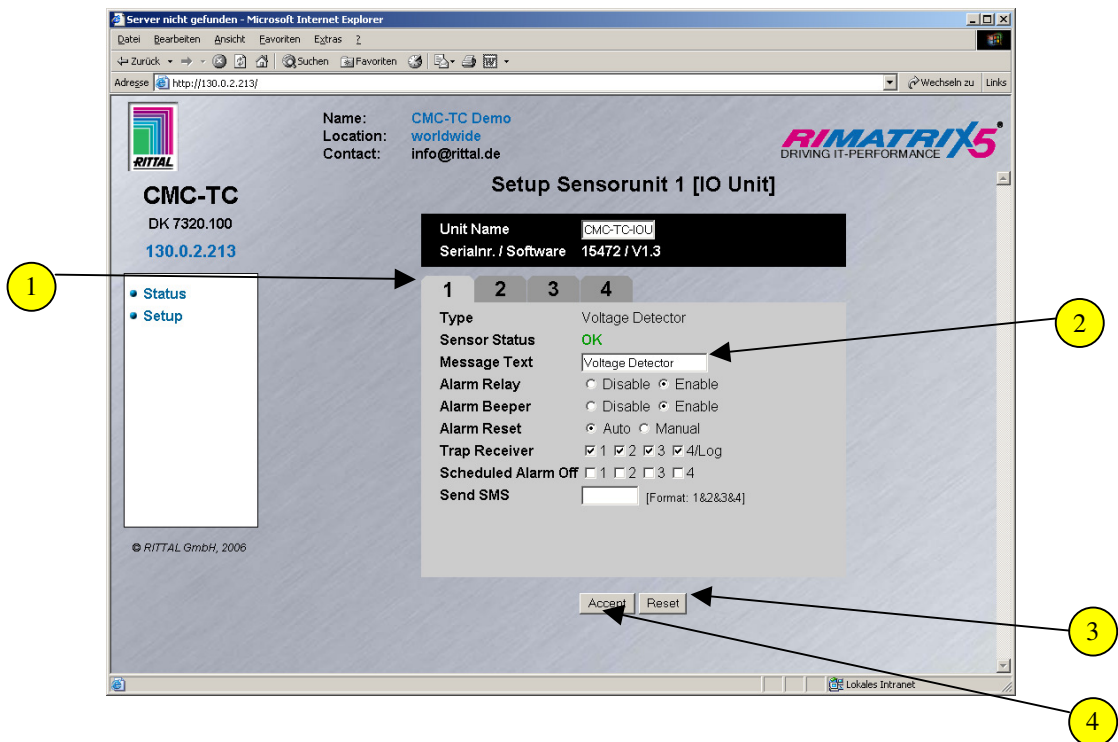 Server nicht gefunden - Microsoft Internet Explorer
Datei Bearbeiten Ansicht Favoriten Extras ?
Zurück Suchen Favoriten
Adresse http://130.0.2.213/ Wechseln zu Links
RITTAL
Name: CMC-TC Demo
Location: worldwide
Contact: info@rittal.de
RIMATRIX5
DRIVING IT-PERFORMANCE
CMC-TC
DK 7320.100
130.0.2.213
Status
Setup
© RITTAL GmbH, 2006
Setup Sensorunit 1 [IO Unit]
Unit Name CMC-TC-IOU
Serialnr. / Software 15472 / V1.3
1 2 3 4
Type Voltage Detector
Sensor Status OK
Message Text Voltage Detector
Alarm Relay Disable Enable
Alarm Beeper Disable Enable
Alarm Reset Auto Manual
Trap Receiver 1 2 3 4/Log
Scheduled Alarm Off 1 2 3 4
Send SMS [Format: 1&2&3&4]
Accept Reset
Lokales Intranet
1
2
3
4